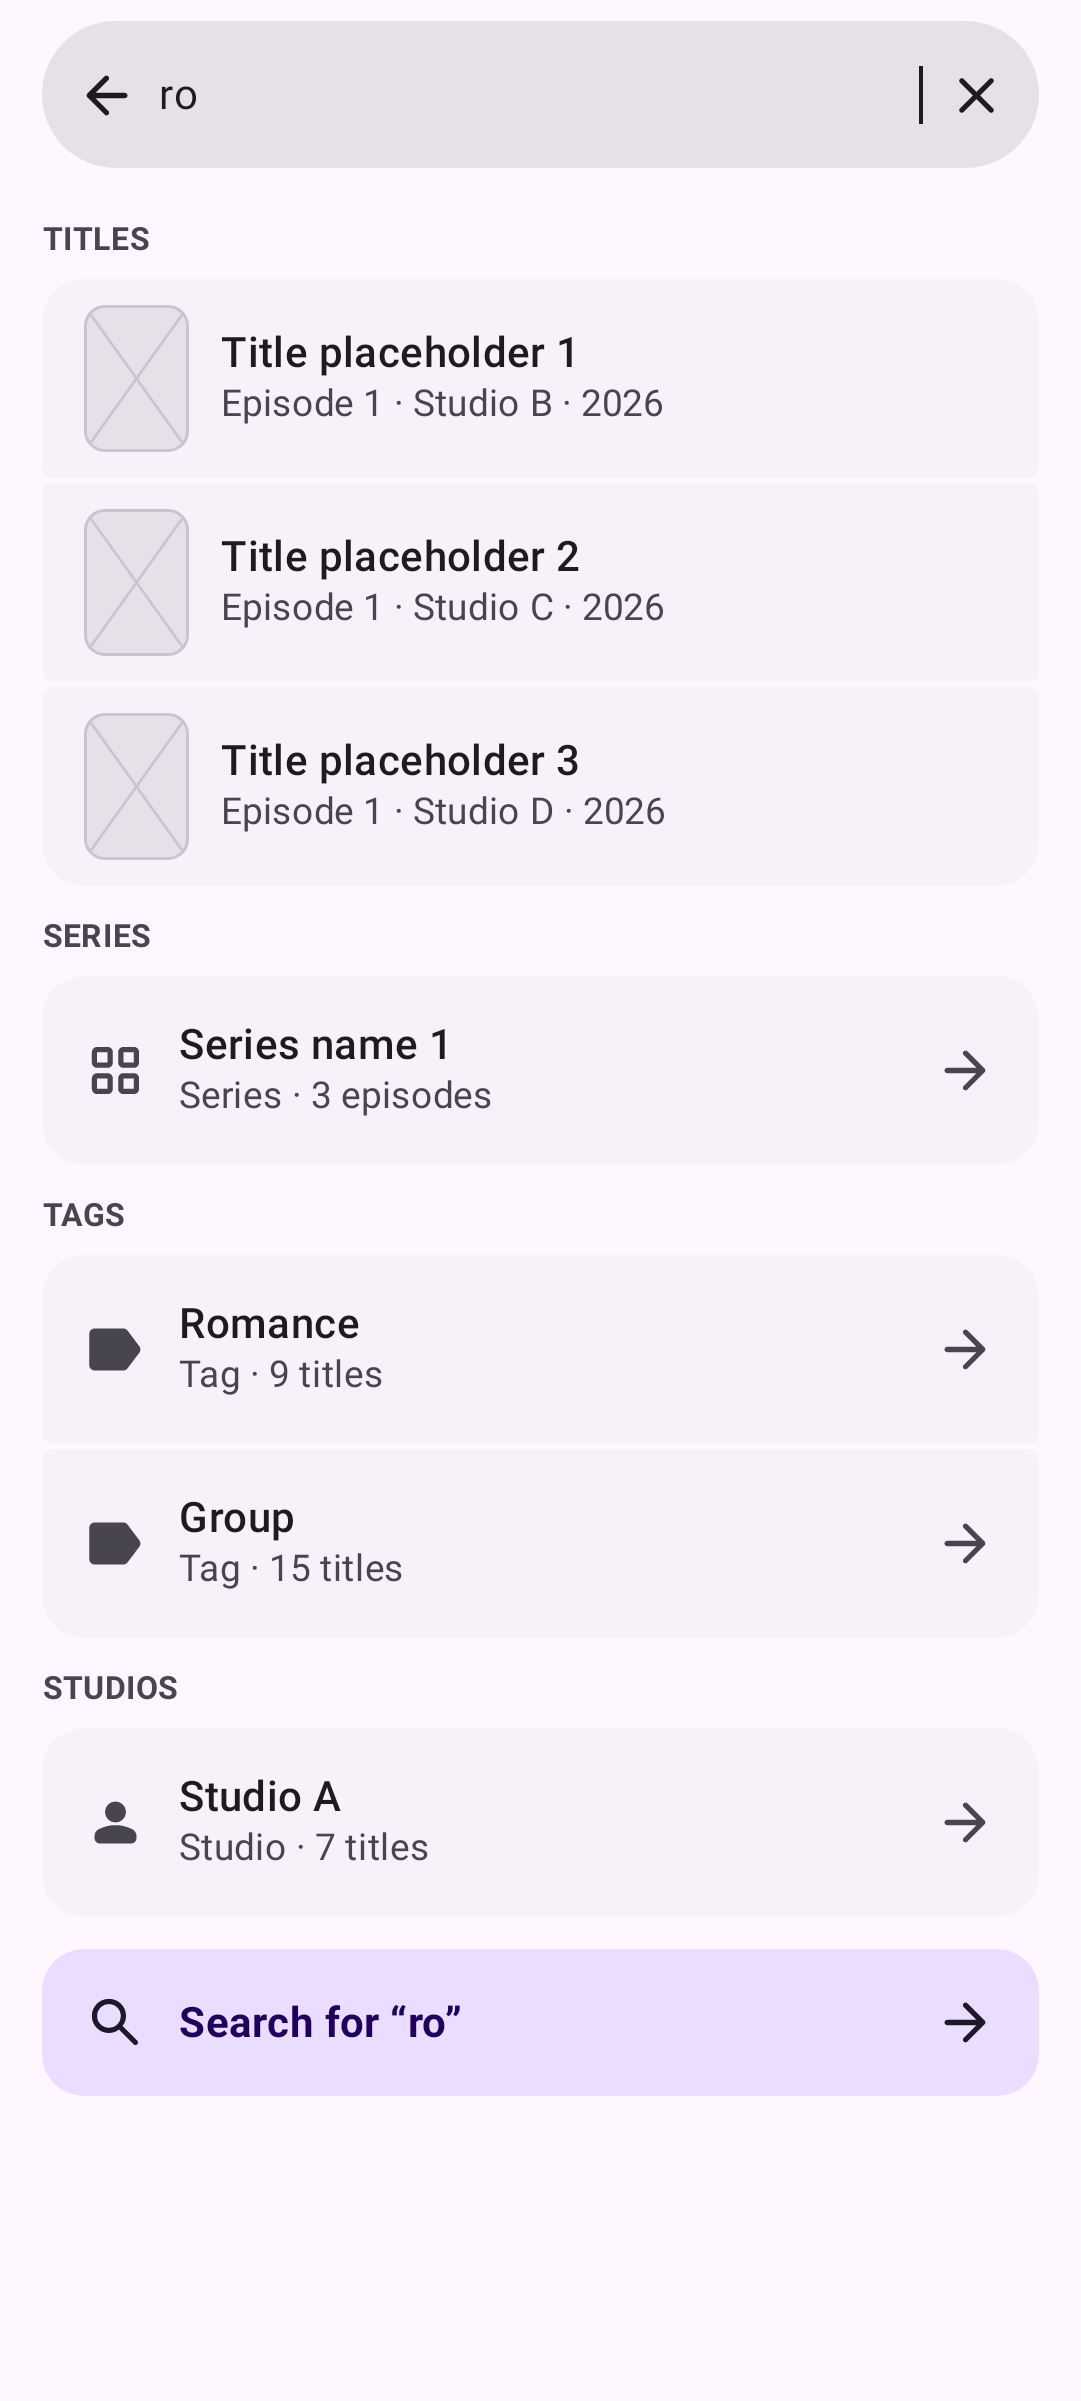 ro
TITLES
Title placeholder 1
Episode 1 · Studio B · 2026
Title placeholder 2
Episode 1 · Studio C · 2026
Title placeholder 3
Episode 1 · Studio D · 2026
SERIES
Series name 1
Series · 3 episodes
TAGS
Romance
Tag · 9 titles
Group
Tag · 15 titles
STUDIOS
Studio A
Studio · 7 titles
Search for “ro”